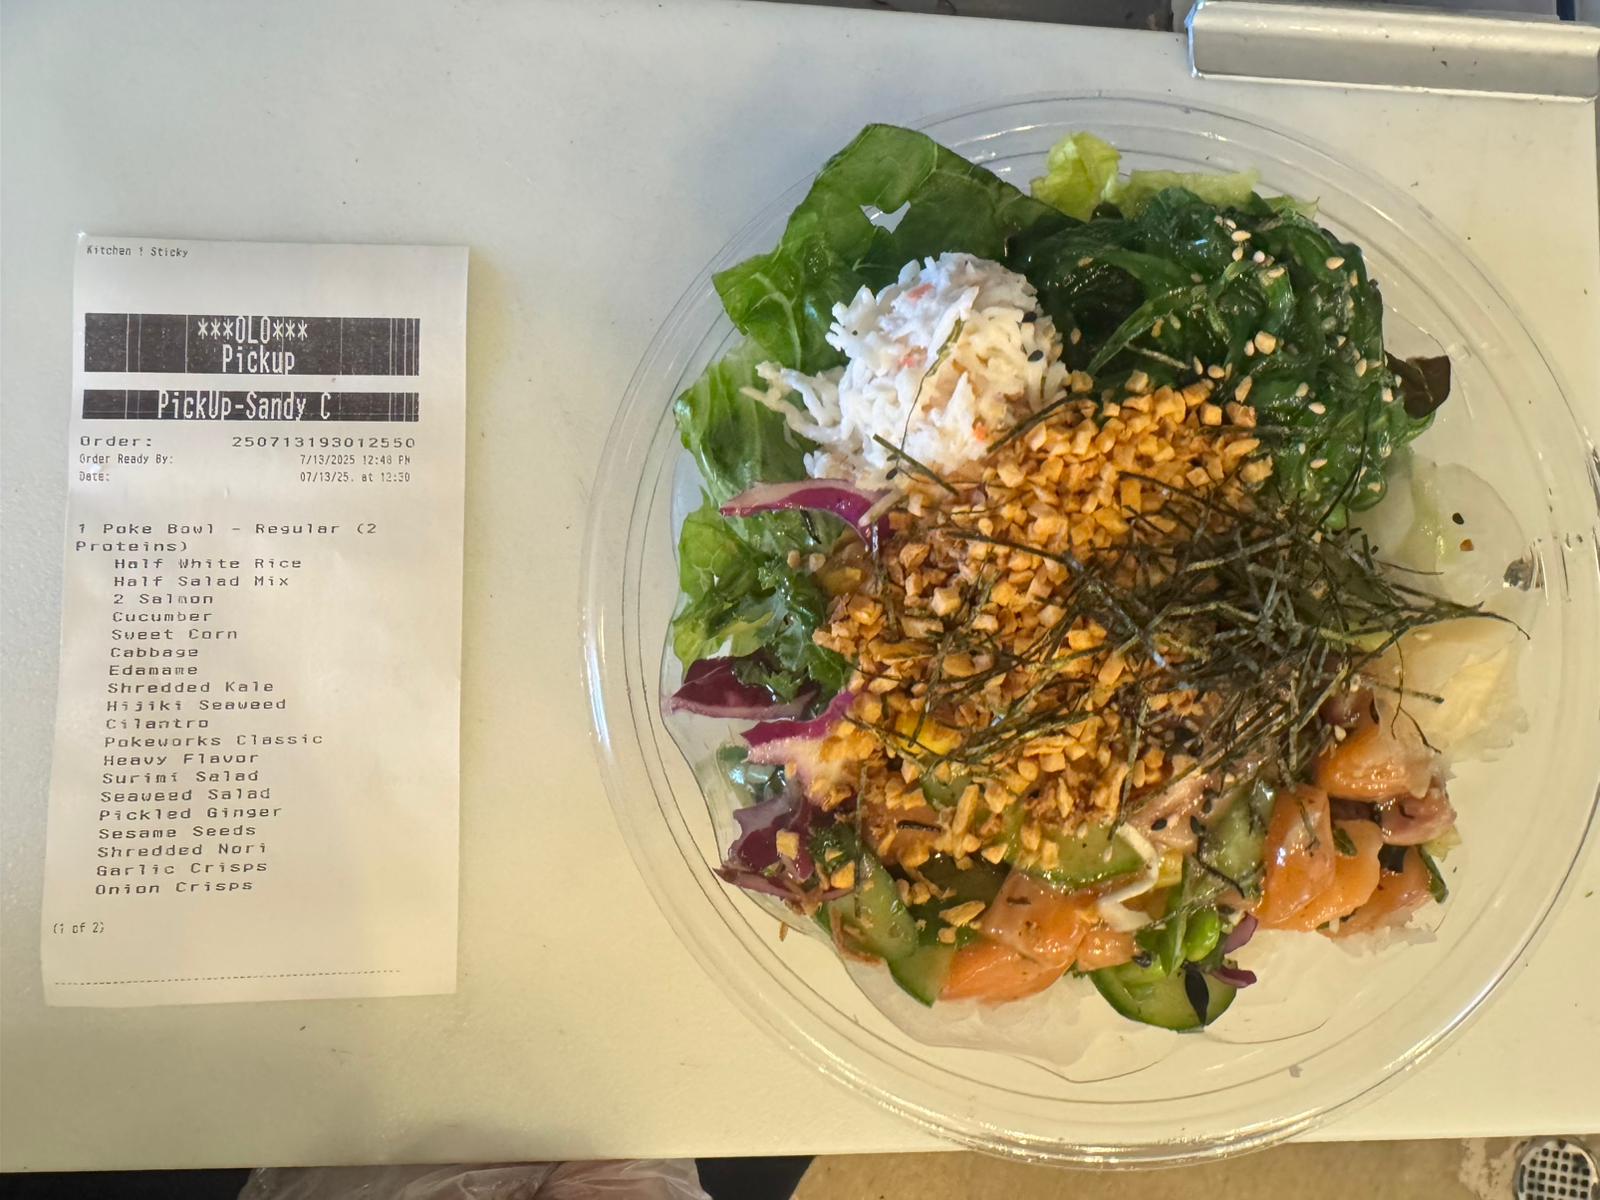 Kitchen 1 Sticky
***OLO***
Pickup
PickUp-Sandy C
Order: 250713193012550
Order Ready By: 7/13/2025 12:48 PM
Date: 07/13/25. at 12:30
1 Poke Bowl - Regular (2
Proteins)
Half White Rice
Half Salad Mix
2 Salmon
Cucumber
Sweet Corn
Cabbage
Edamame
Shredded Kale
Hijiki Seaweed
Cilantro
Pokeworks Classic
Heavy Flavor
Surimi Salad
Seaweed Salad
Pickled Ginger
Sesame Seeds
Shredded Nori
Garlic Crisps
Onion Crisps
(1 of 2)